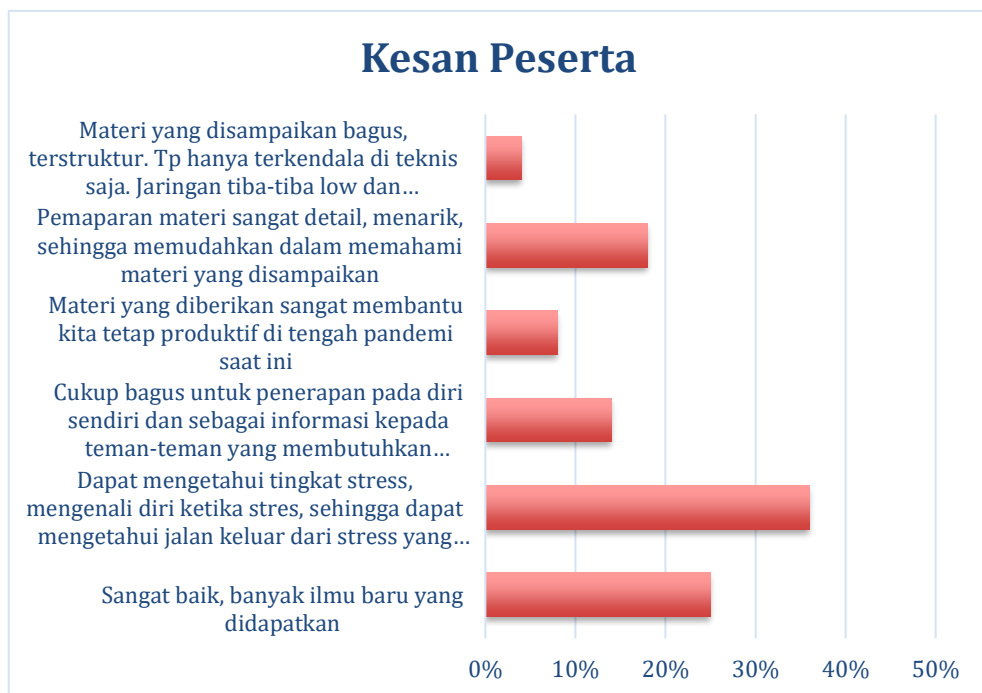 Kesan Peserta
Materi yang disampaikan bagus,
terstruktur. Tp hanya terkendala di teknis
saja. Jaringan tiba-tiba low dan…
Pemaparan materi sangat detail, menarik,
sehingga memudahkan dalam memahami
materi yang disampaikan
Materi yang diberikan sangat membantu
kita tetap produktif di tengah pandemi
saat ini
Cukup bagus untuk penerapan pada diri
sendiri dan sebagai informasi kepada
teman-teman yang membutuhkan…
Dapat mengetahui tingkat stress,
mengenali diri ketika stres, sehingga dapat
mengetahui jalan keluar dari stress yang…
Sangat baik, banyak ilmu baru yang
didapatkan
0% 10% 20% 30% 40% 50%